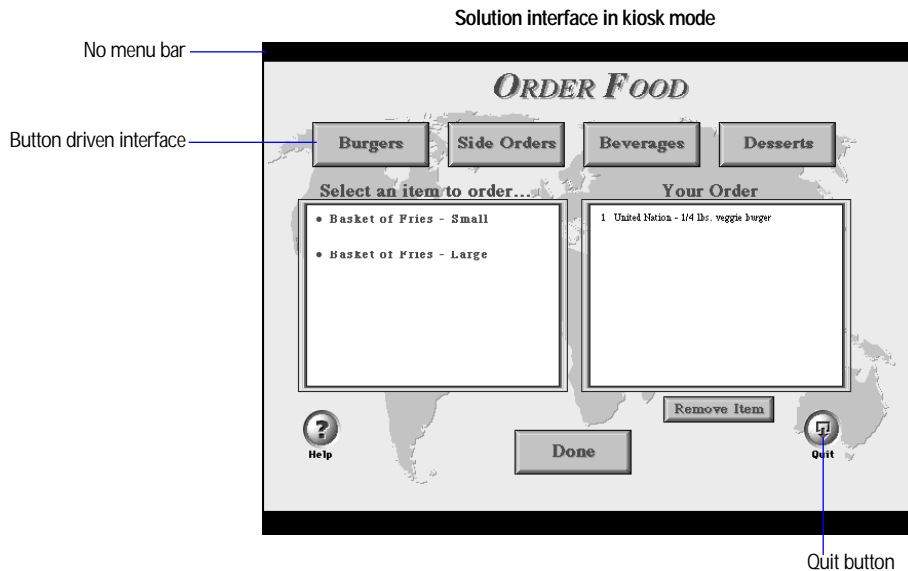 Solution interface in kiosk mode
No menu bar
ORDER FOOD
Button driven interface
Burgers
Side Orders
Beverages
Desserts
Select an item to order...
Your Order
• Basket of Fries - Small
1 United Nation - 1/4 lbs. veggie burger
• Basket of Fries - Large
Remove Item
?
Help
Done
Quit
Quit button